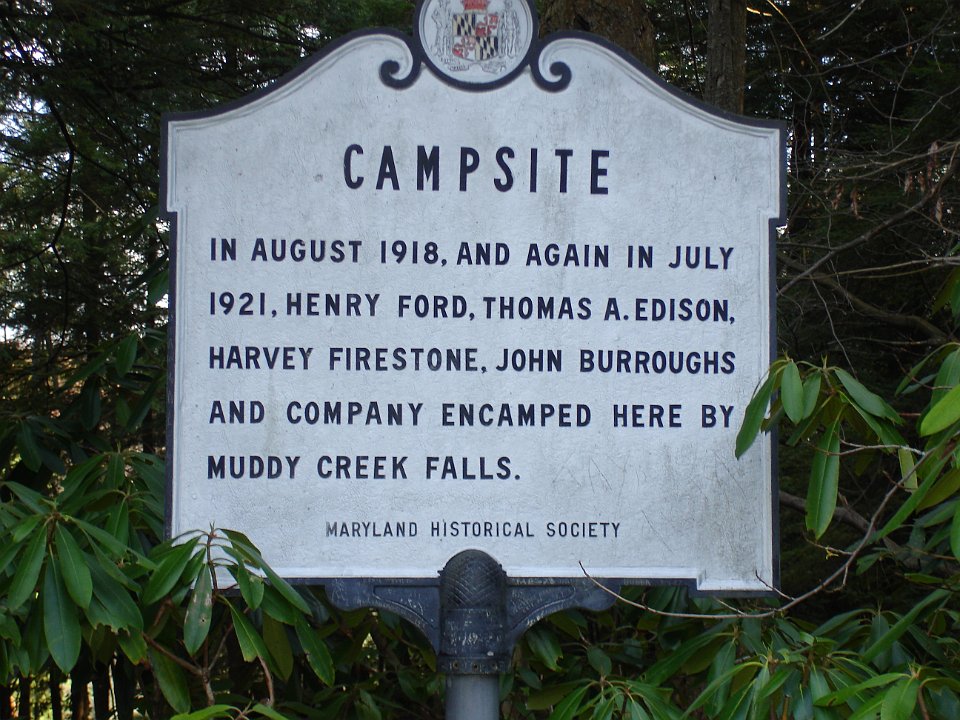 CAMPSITE
IN AUGUST 1918, AND AGAIN IN JULY
1921, HENRY FORD, THOMAS A. EDISON,
HARVEY FIRESTONE, JOHN BURROUGHS
AND COMPANY ENCAMPED HERE BY
MUDDY CREEK FALLS.
MARYLAND HISTORICAL SOCIETY